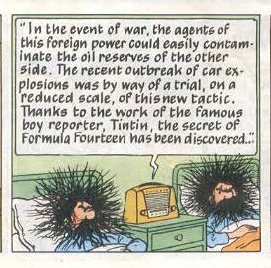 "In the event of war, the agents of
this foreign power could easily contam-
inate the oil reserves of the other
side. The recent outbreak of car ex-
plosions was by way of a trial, on a
reduced scale, of this new tactic.
Thanks to the work of the famous
boy reporter, Tintin, the secret of
Formula Fourteen has been discovered..."